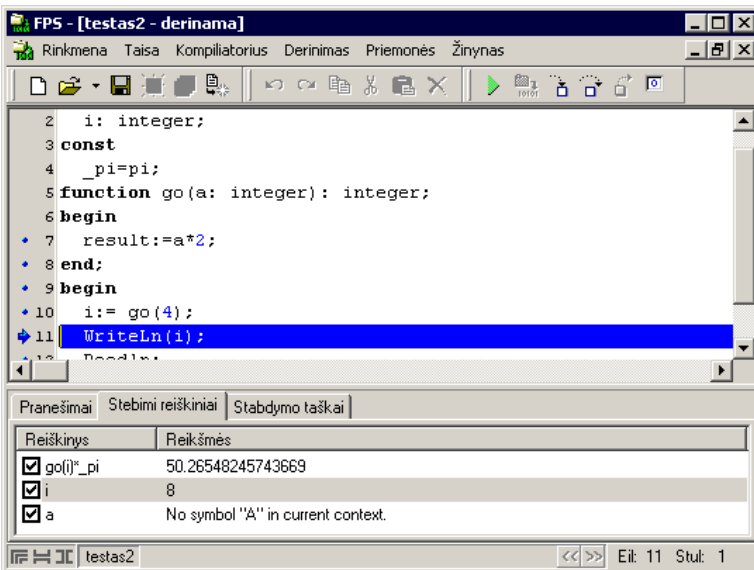 FPS - [testas2 - derinama]
Rinkmena Taisa Kompiliatorius Derinimas Priemonės Žinynas
2 i: integer;
3 const
4 _pi=pi;
5 function go(a: integer): integer;
6 begin
7 result:=a*2;
8 end;
9 begin
10 i:= go(4);
11 WriteLn(i);
12 ReadLn;
Pranešimai Stebimi reiškiniai Stabdymo taškai
Reiškinys Reikšmės
go(i)*_pi 50.26548245743669
i 8
a No symbol "A" in current context.
testas2 Eil: 11 Stul: 1